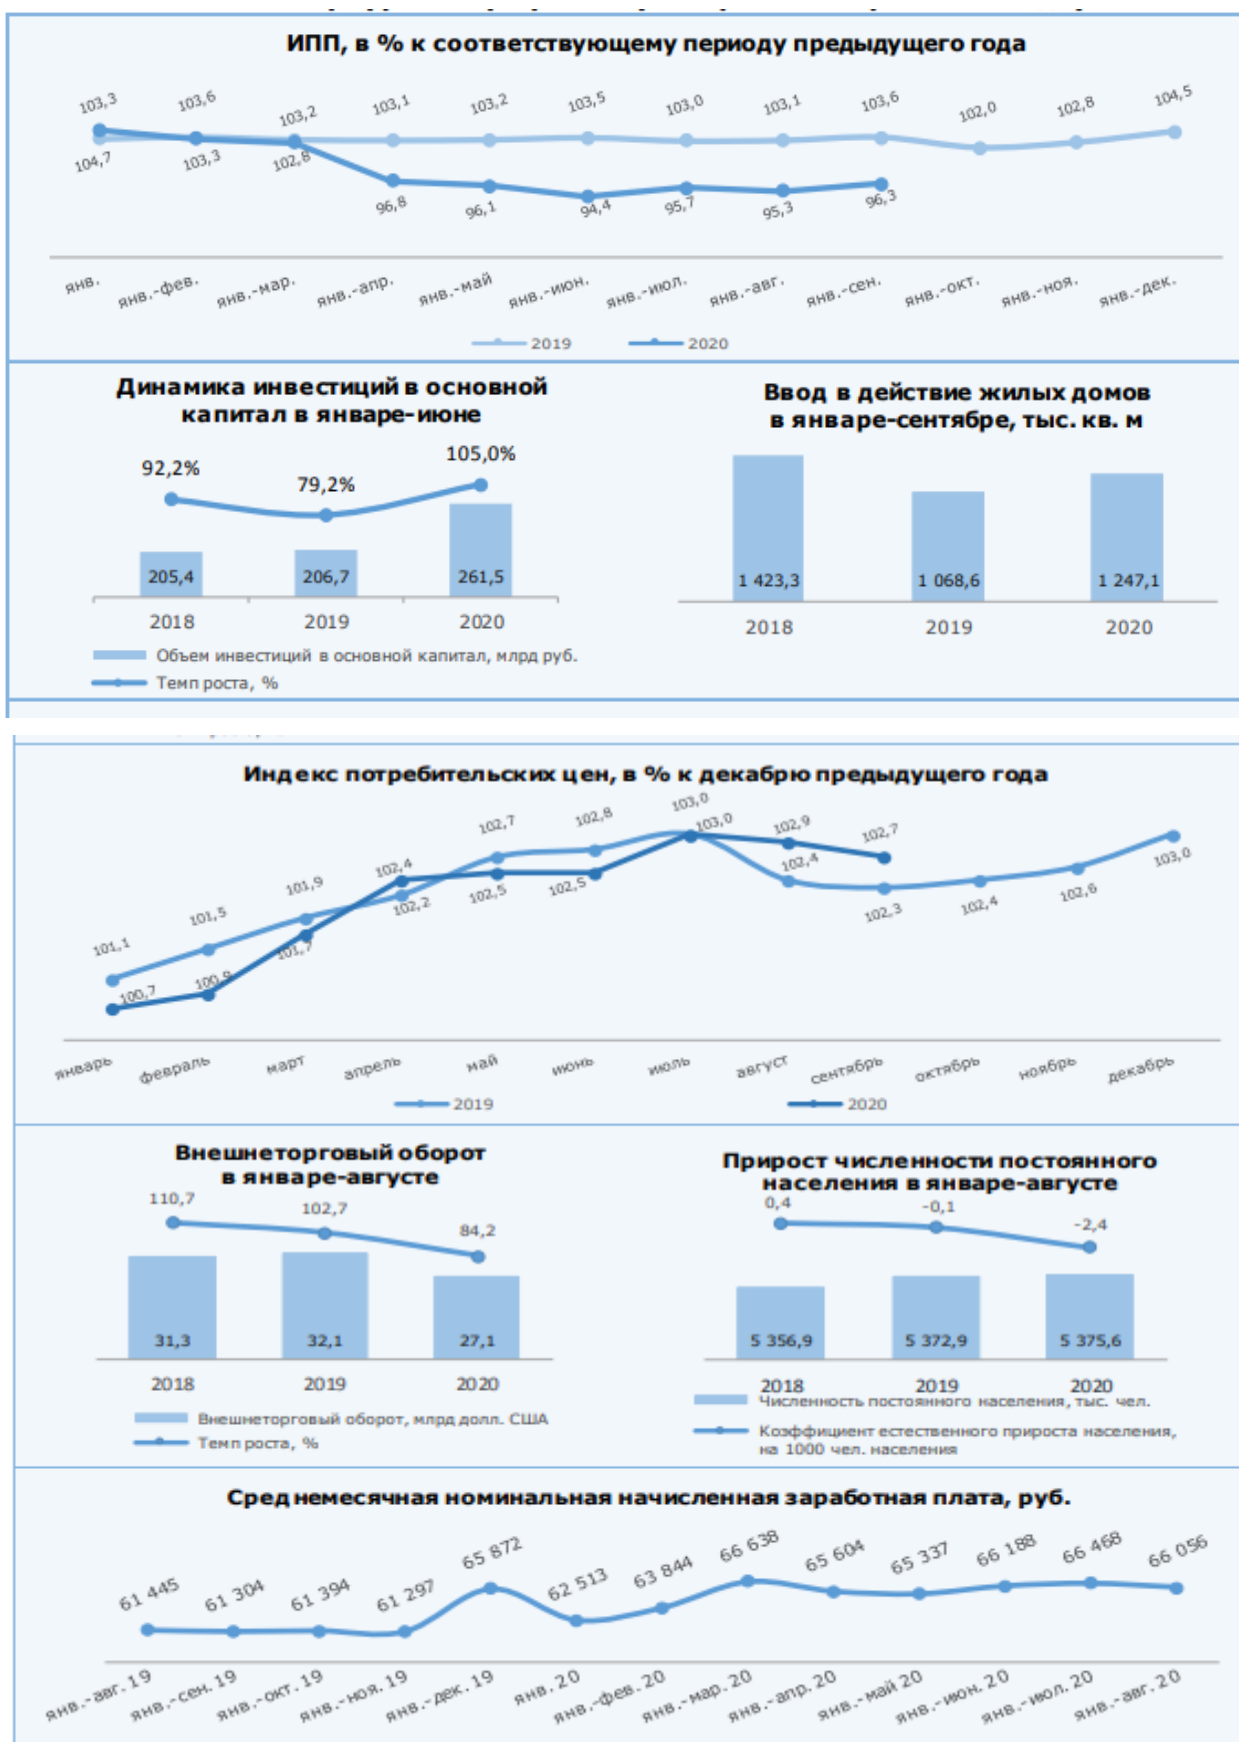 ИПП, в % к соответствующему периоду предыдущего года
103,3 103,6 103,2 103,1 103,2 103,5 103,0 103,1 103,6 102,0 102,8 104,5
104,7 103,3 102,8 96,8 96,1 94,4 95,7 95,3 96,3
янв. янв.-фев. янв.-мар. янв.-апр. янв.-май янв.-июн. янв.-июл. янв.-авг. янв.-сен. янв.-окт. янв.-ноя. янв.-дек.
2019 2020
Динамика инвестиций в основной
капитал в январе-июне
92,2% 79,2% 105,0%
205,4 206,7 261,5
2018 2019 2020
Объем инвестиций в основной капитал, млрд руб.
Темп роста, %
Ввод в действие жилых домов
в январе-сентябре, тыс. кв. м
1 423,3 1 068,6 1 247,1
2018 2019 2020
Индекс потребительских цен, в % к декабрю предыдущего года
101,1 101,5 101,9 102,2 102,7 102,8 103,0 102,4 102,3 102,4 102,6 103,0
100,7 100,9 101,7 102,4 102,5 102,5 103,0 102,9 102,7
январь февраль март апрель май июнь июль август сентябрь октябрь ноябрь декабрь
2019 2020
Внешнеторговый оборот
в январе-августе
110,7 102,7 84,2
31,3 32,1 27,1
2018 2019 2020
Внешнеторговый оборот, млрд долл. США
Темп роста, %
Прирост численности постоянного
населения в январе-августе
0,4 -0,1 -2,4
5 356,9 5 372,9 5 375,6
2018 2019 2020
Численность постоянного населения, тыс. чел.
Коэффициент естественного прироста населения,
на 1000 чел. населения
Среднемесячная номинальная начисленная заработная плата, руб.
61 445 61 304 61 394 61 297 65 872 62 513 63 844 66 638 65 604 65 337 66 188 66 468 66 056
янв.-авг. 19 янв.-сен. 19 янв.-окт. 19 янв.-ноя. 19 янв.-дек. 19 янв. 20 янв.-фев. 20 янв.-мар. 20 янв.-апр. 20 янв.-май 20 янв.-июн. 20 янв.-июл. 20 янв.-авг. 20